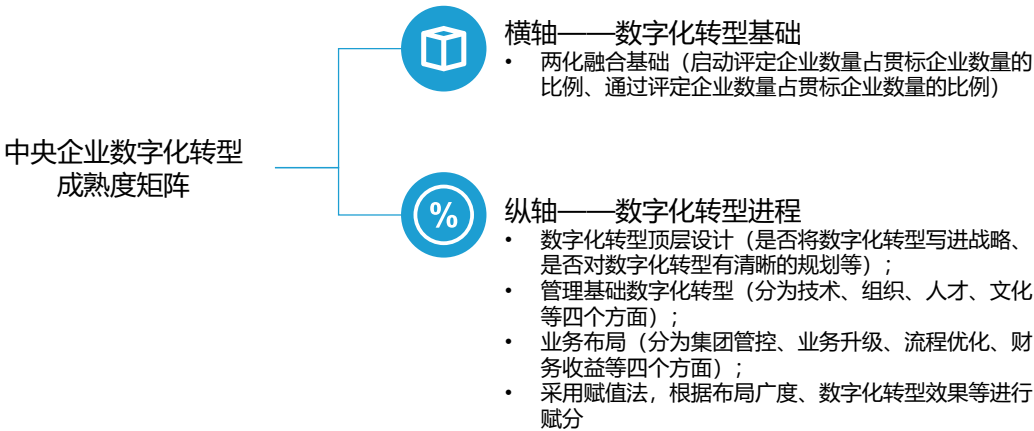 中央企业数字化转型
成熟度矩阵
横轴——数字化转型基础
• 两化融合基础（启动评定企业数量占贯标企业数量的
比例、通过评定企业数量占贯标企业数量的比例）
%
纵轴——数字化转型进程
• 数字化转型顶层设计（是否将数字化转型写进战略、
是否对数字化转型有清晰的规划等）;
• 管理基础数字化转型（分为技术、组织、人才、文化
等四个方面）;
• 业务布局（分为集团管控、业务升级、流程优化、财
务收益等四个方面）;
• 采用赋值法，根据布局广度、数字化转型效果等进行
赋分